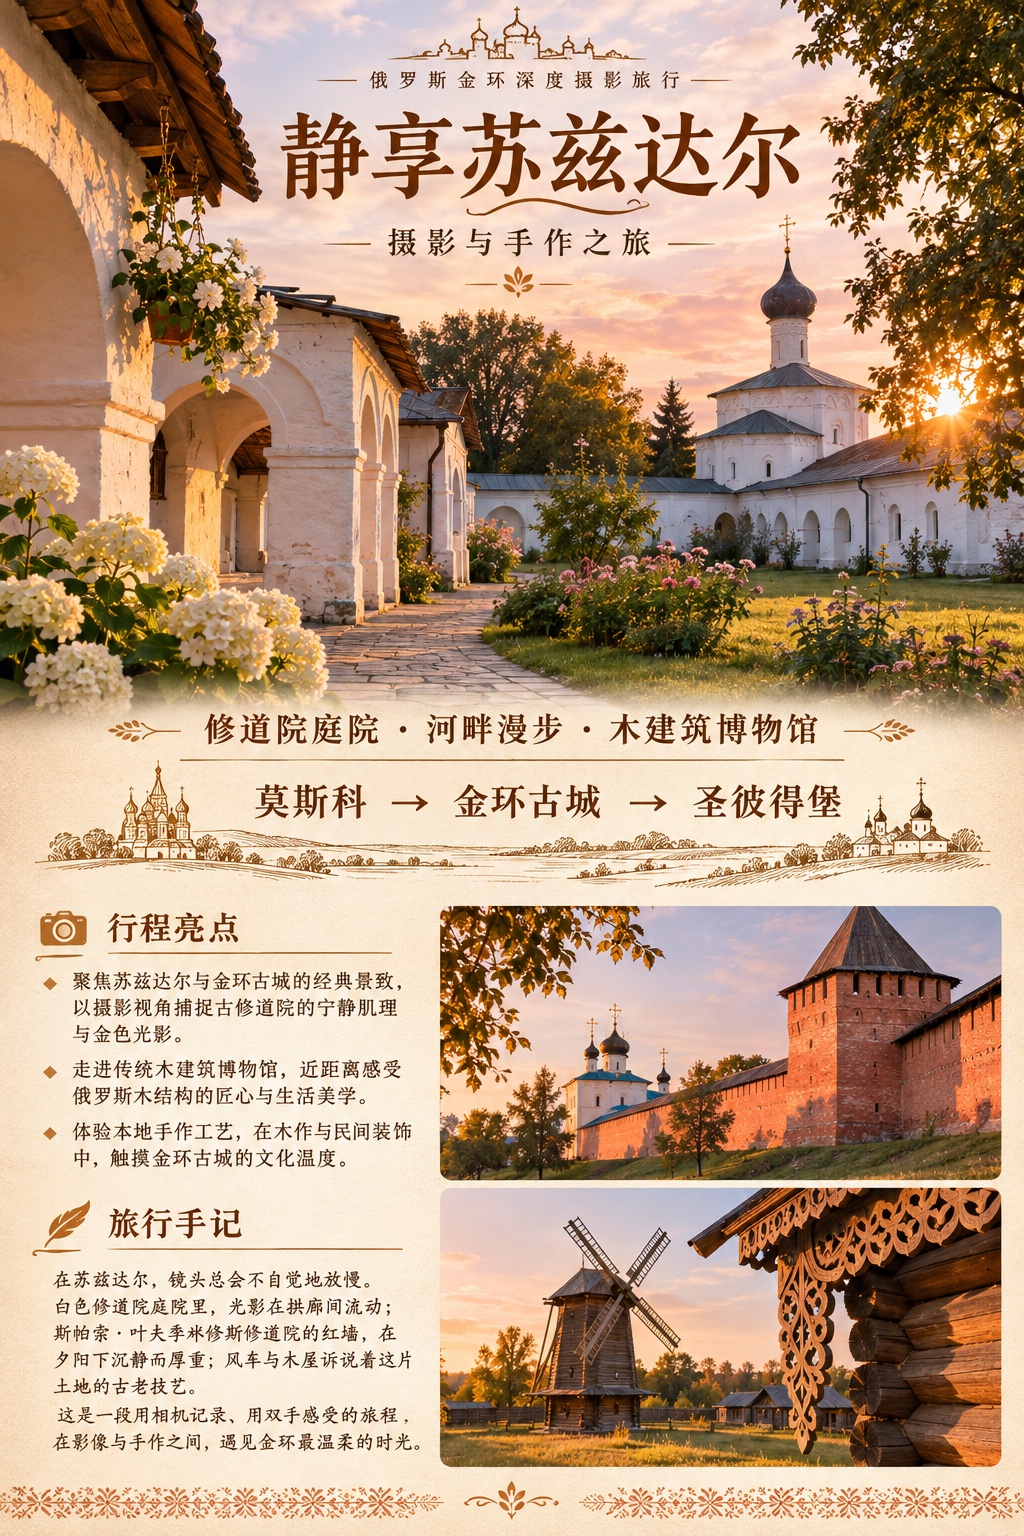 俄罗斯金环深度摄影旅行
静享苏兹达尔
摄影与手作之旅
修道院庭院 · 河畔漫步 · 木建筑博物馆
莫斯科 → 金环古城 → 圣彼得堡
行程亮点
聚焦苏兹达尔与金环古城的经典景致，
以摄影视角捕捉古修道院的宁静肌理
与金色光影。
走进传统木建筑博物馆，近距离感受
俄罗斯木结构的匠心与生活美学。
体验本地手作工艺，在木作与民间装饰
中，触摸金环古城的文化温度。
旅行手记
在苏兹达尔，镜头总会不自觉地放慢。
白色修道院庭院里，光影在拱廊间流动；
斯帕索·叶夫季米修斯修道院的红墙，在
夕阳下沉静而厚重；风车与木屋诉说着这片
土地的古老技艺。
这是一段用相机记录、用双手感受的旅程，
在影像与手作之间，遇见金环最温柔的时光。